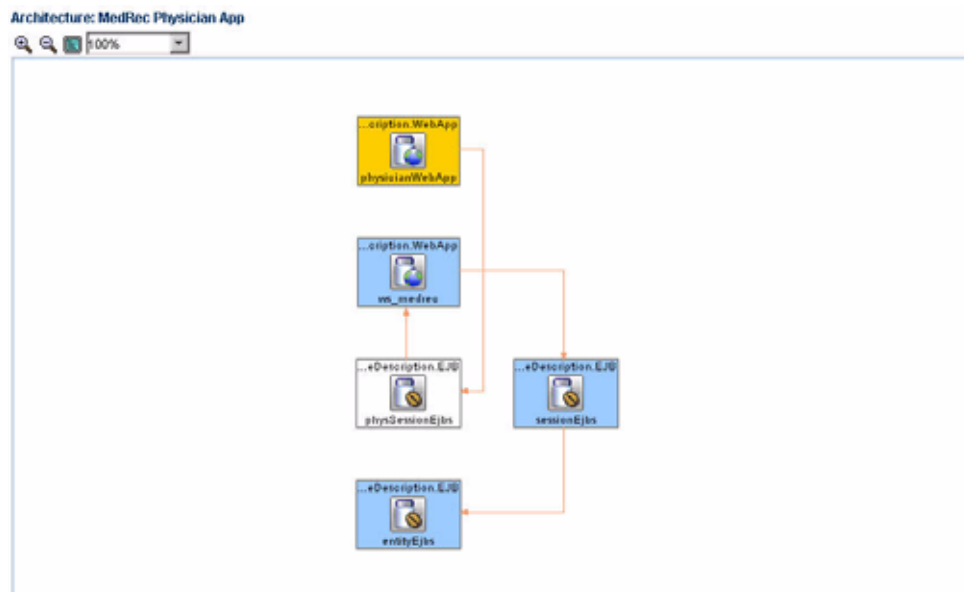 Architecture: MedRec Physician App
100%
...cription.WebApp
physicianWebApp
...cription.WebApp
ws_medrec
...eDescription.EJB
physSessionEjbs
...eDescription.EJB
sessionEjbs
...eDescription.EJB
entityEjbs